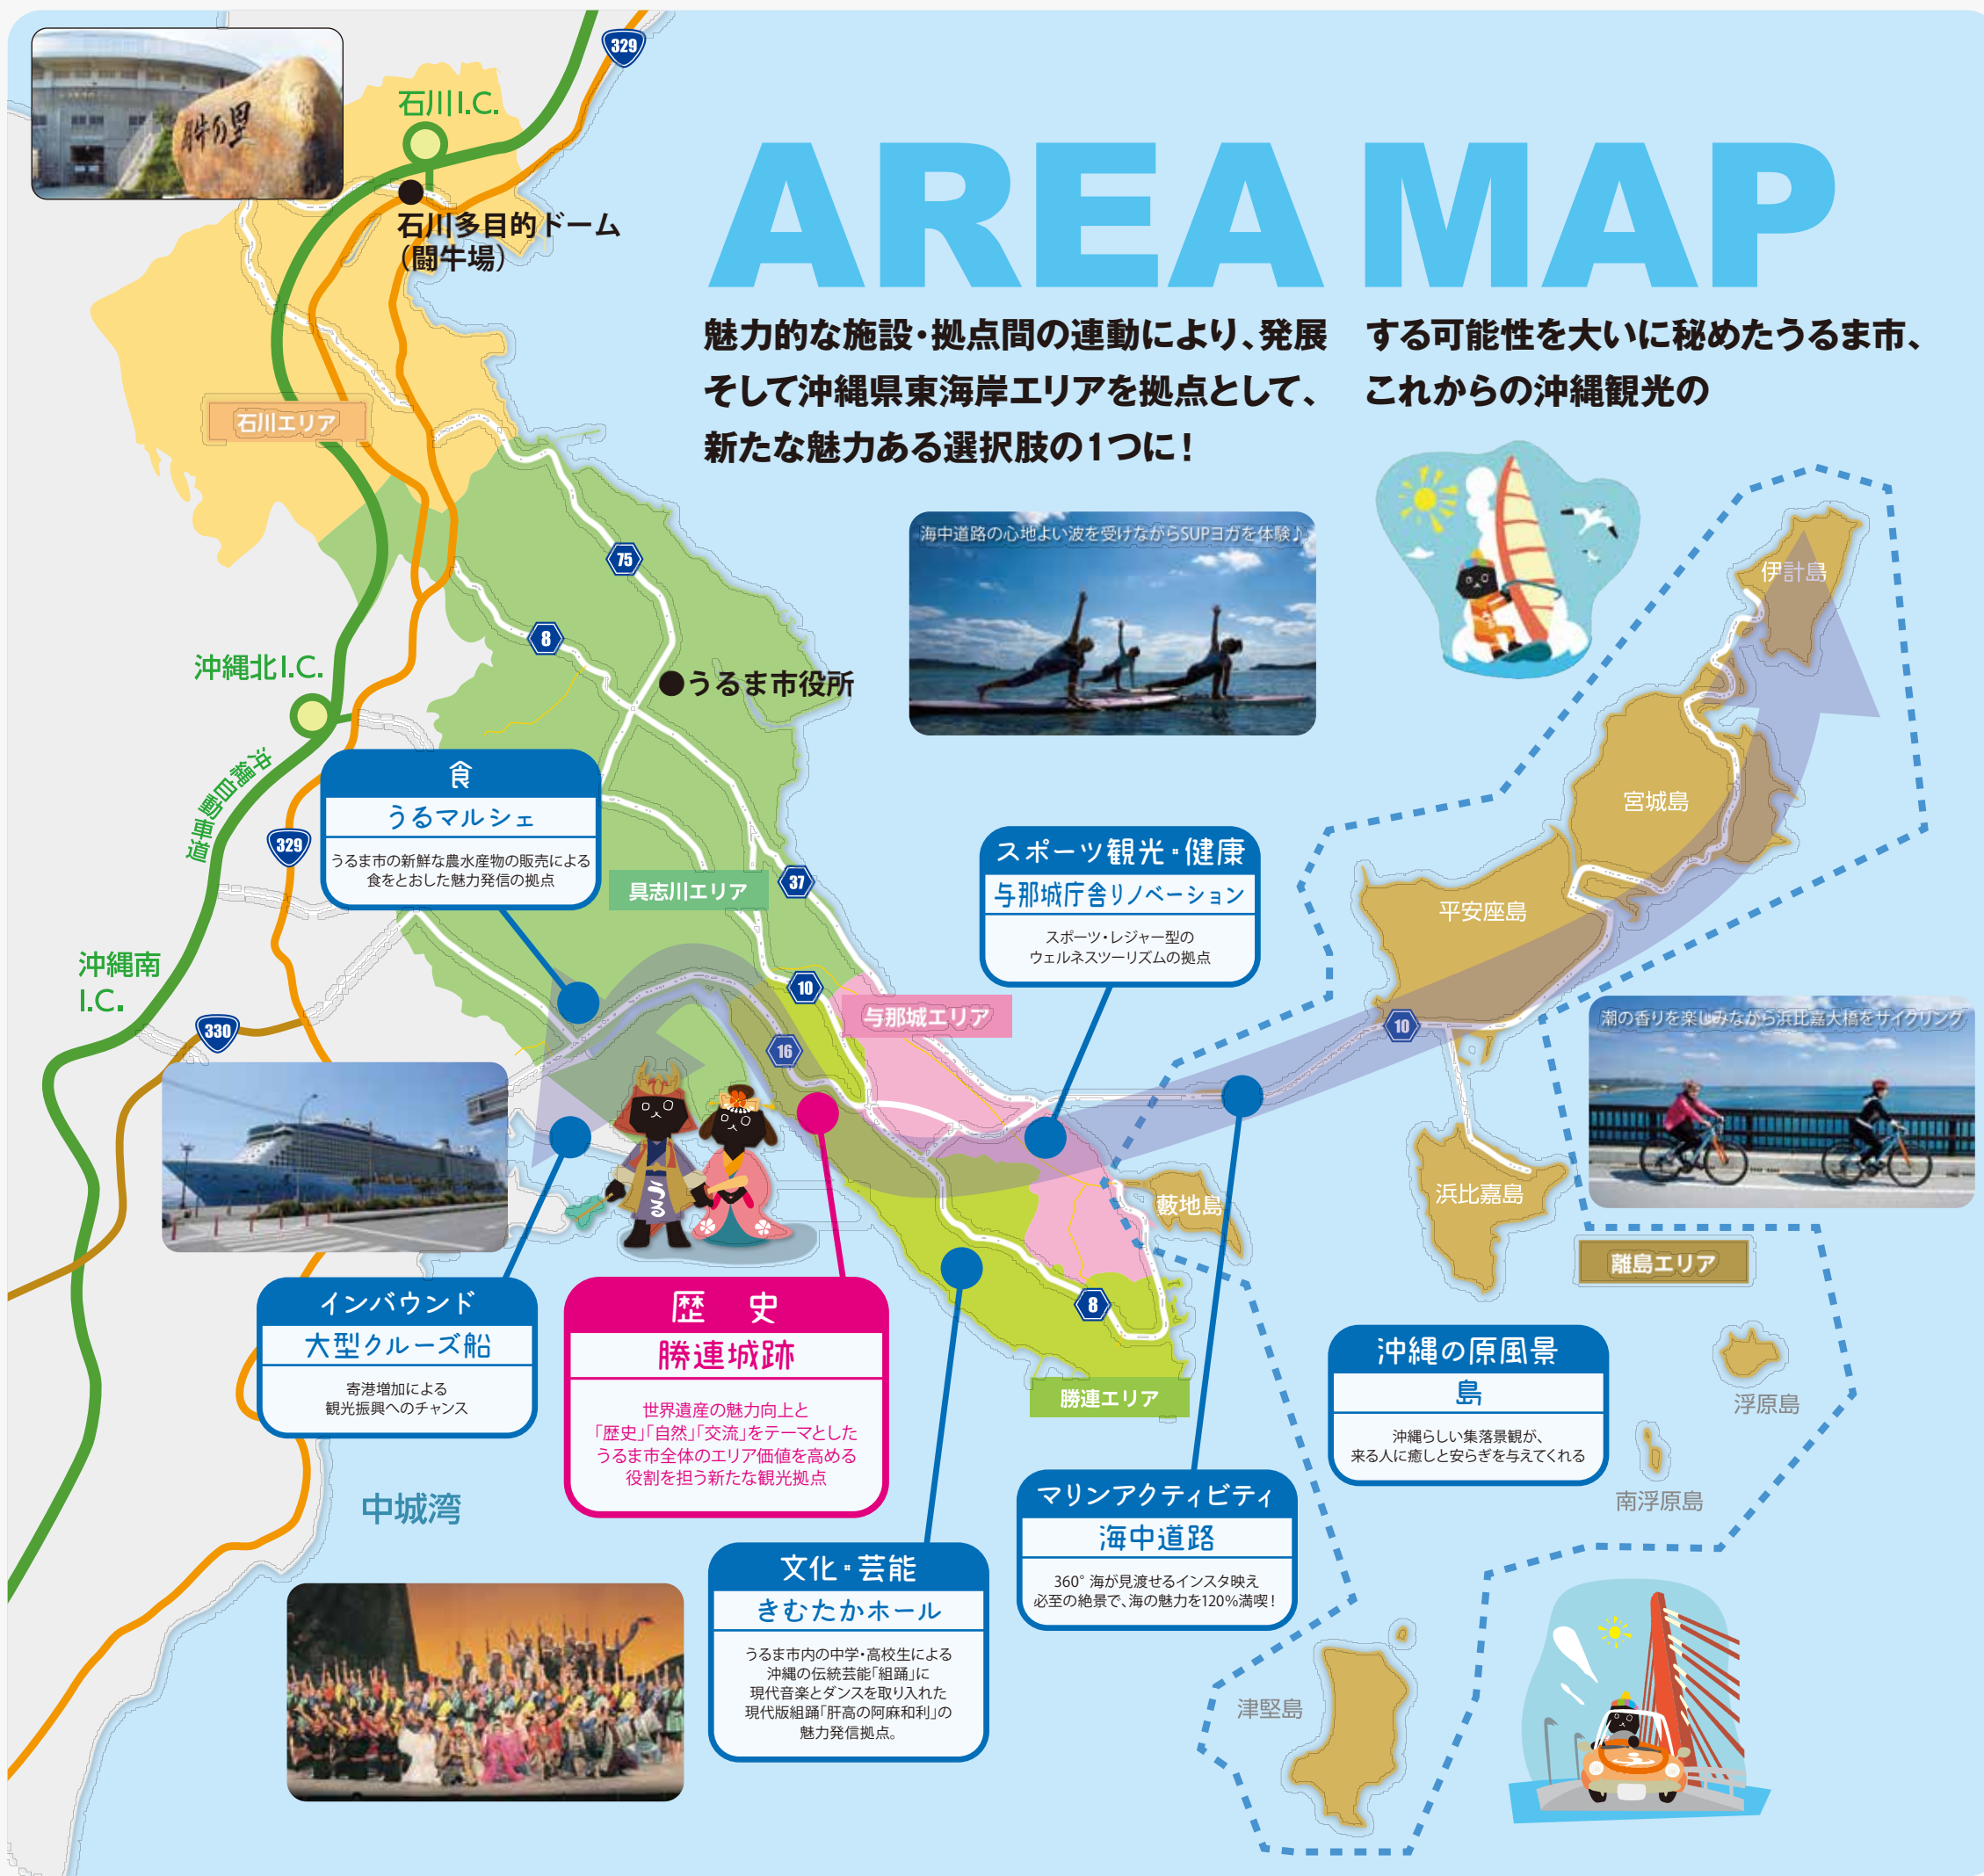 AREA MAP
魅力的な施設・拠点間の連動により、発展する可能性を大いに秘めたうるま市、
そして沖縄県東海岸エリアを拠点として、これからの沖縄観光の
新たな魅力ある選択肢の1つに！
329
闘牛の里
石川I.C.
石川多目的ドーム
(闘牛場)
石川エリア
75
8
沖縄北I.C.
うるま市役所
沖縄自動車道
329
食
うるマルシェ
うるま市の新鮮な農水産物の販売による
食をとおした魅力発信の拠点
具志川エリア
37
沖縄南
I.C.
330
10
16
与那城エリア
海中道路の心地よい波を受けながらSUPヨガを体験♪
スポーツ観光・健康
与那城庁舎リノベーション
スポーツ・レジャー型の
ウェルネスツーリズムの拠点
伊計島
宮城島
平安座島
10
潮の香りを楽しみながら浜比嘉大橋をサイクリング
浜比嘉島
藪地島
離島エリア
うる
インバウンド
大型クルーズ船
寄港増加による
観光振興へのチャンス
歴 史
勝連城跡
世界遺産の魅力向上と
「歴史」「自然」「交流」をテーマとした
うるま市全体のエリア価値を高める
役割を担う新たな観光拠点
8
勝連エリア
沖縄の原風景
島
沖縄らしい集落景観が、
来る人に癒しと安らぎを与えてくれる
浮原島
南浮原島
中城湾
マリンアクティビティ
海中道路
360°海が見渡せるインスタ映え
必至の絶景で、海の魅力を120%満喫！
文化・芸能
きむたかホール
うるま市内の中学・高校生による
沖縄の伝統芸能「組踊」に
現代音楽とダンスを取り入れた
現代版組踊「肝高の阿麻和利」の
魅力発信拠点。
津堅島